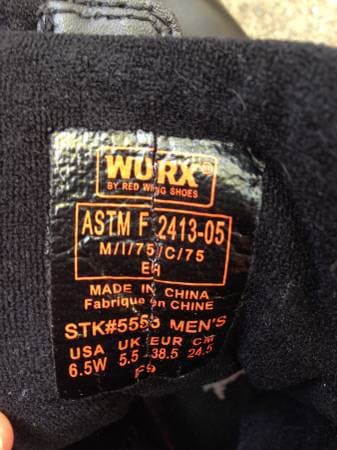 WORX®
BY RED WING SHOES
ASTM F 2413-05
M/I/75/C/75
EH
MADE IN CHINA
Fabriqué en CHINE
STK#5555 MEN'S
USA UK EUR CM
6.5W 5.5 38.5 24.5
F9